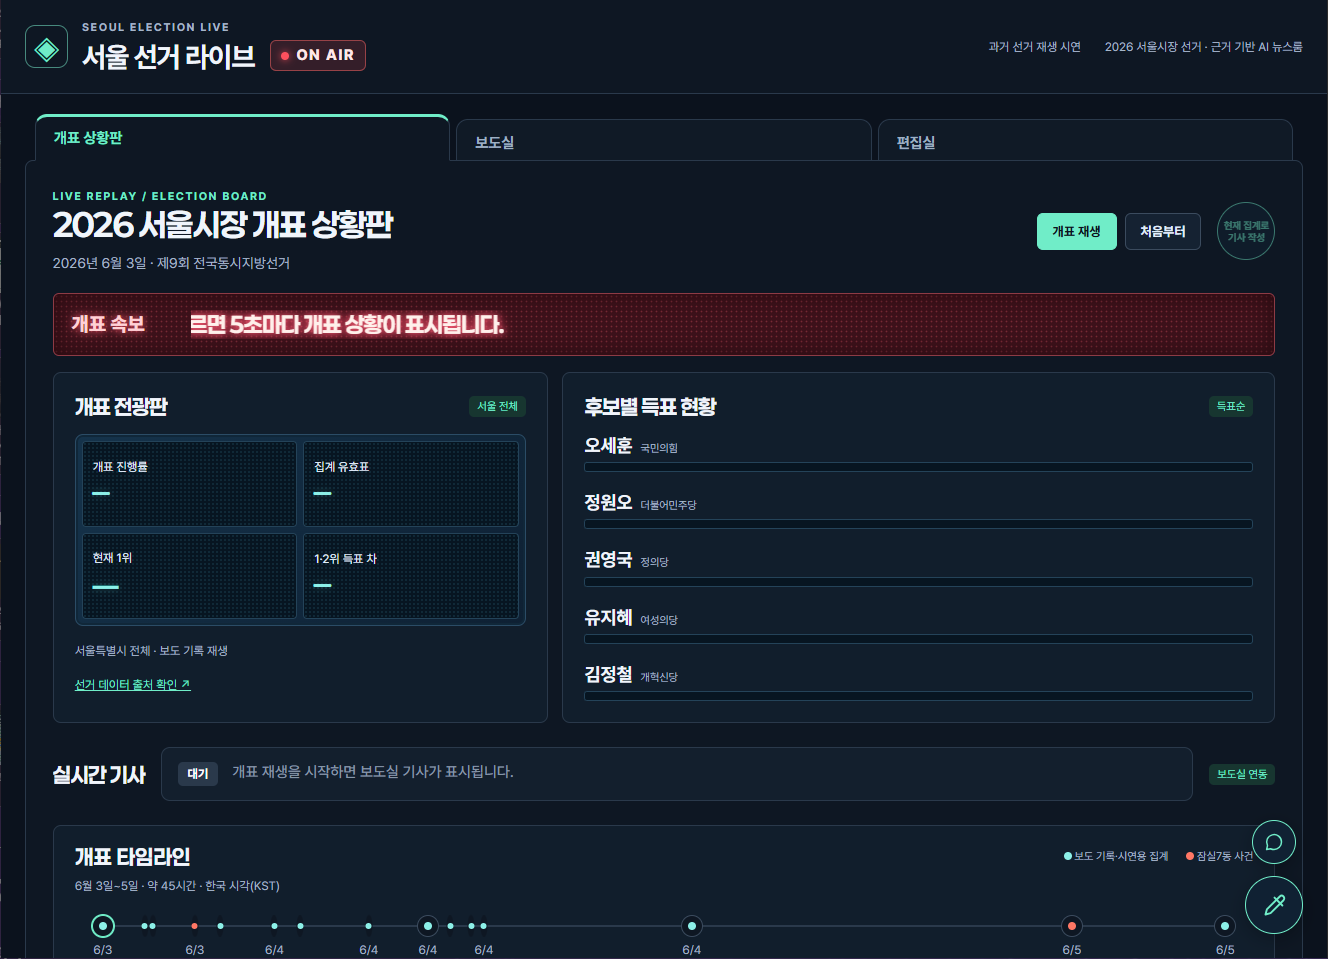 SEOUL ELECTION LIVE
서울 선거 라이브
ON AIR
과거 선거 재생 시연
2026 서울시장 선거 · 근거 기반 AI 뉴스룸
개표 상황판
보도실
편집실
LIVE REPLAY / ELECTION BOARD
2026 서울시장 개표 상황판
2026년 6월 3일 · 제9회 전국동시지방선거
개표 재생
처음부터
현재 집계로
기사 작성
개표 속보
르면 5초마다 개표 상황이 표시됩니다.
개표 전광판
서울 전체
개표 진행률
—
집계 유효표
—
현재 1위
—
1·2위 득표 차
—
서울특별시 전체 · 보도 기록 재생
선거 데이터 출처 확인 ↗
후보별 득표 현황
득표순
오세훈 국민의힘
정원오 더불어민주당
권영국 정의당
유지혜 여성의당
김정철 개혁신당
실시간 기사
대기
개표 재생을 시작하면 보도실 기사가 표시됩니다.
보도실 연동
개표 타임라인
6월 3일~5일 · 약 45시간 · 한국 시각(KST)
보도 기록·시연용 집계
잠실7동 사건
6/3 6/3 6/4 6/4 6/4 6/4 6/4 6/5 6/5